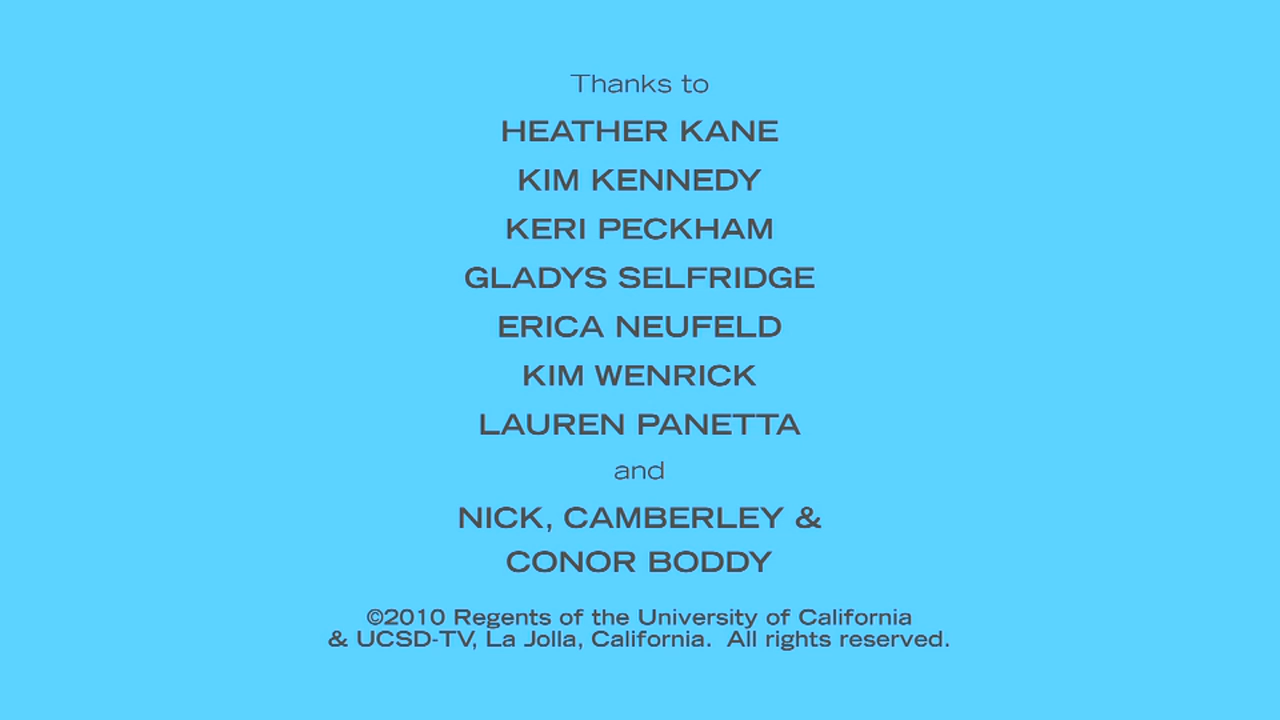 Thanks to
HEATHER KANE
KIM KENNEDY
KERI PECKHAM
GLADYS SELFRIDGE
ERICA NEUFELD
KIM WENRICK
LAUREN PANETTA
and
NICK, CAMBERLEY &
CONOR BODDY
©2010 Regents of the University of California
& UCSD-TV, La Jolla, California.  All rights reserved.